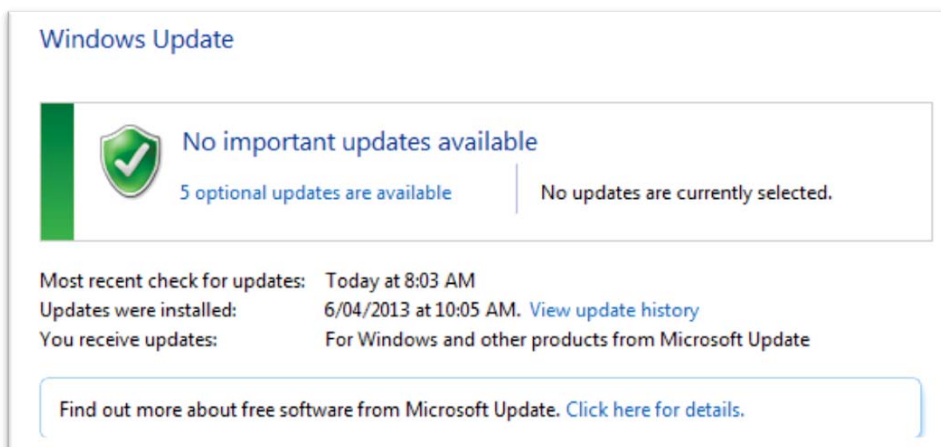 Windows Update
No important updates available
5 optional updates are available No updates are currently selected.
Most recent check for updates: Today at 8:03 AM
Updates were installed: 6/04/2013 at 10:05 AM. View update history
You receive updates: For Windows and other products from Microsoft Update
Find out more about free software from Microsoft Update. Click here for details.